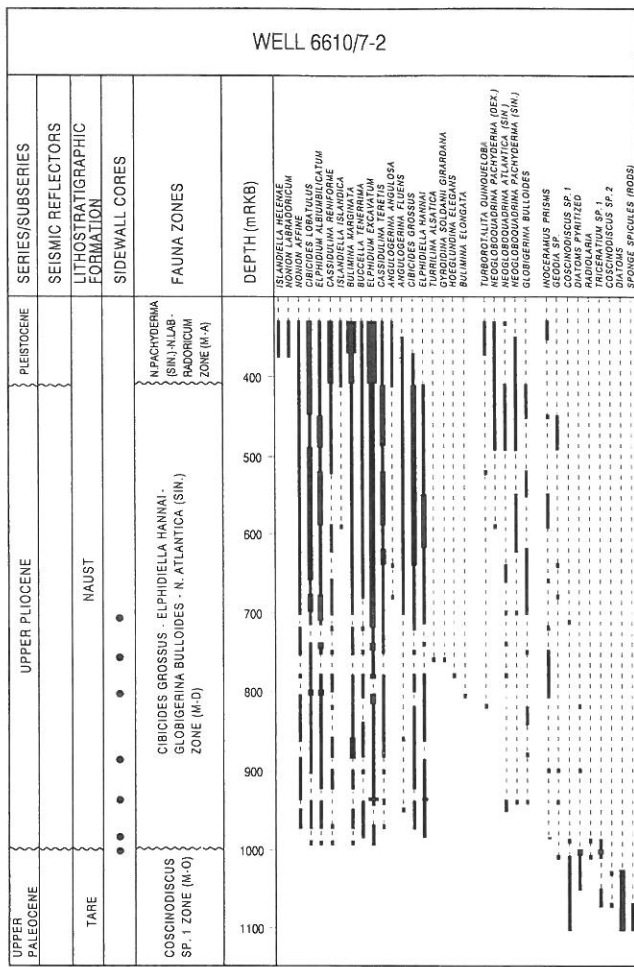 WELL 6610/7-2
SERIES/SUBSERIES
SEISMIC REFLECTORS
LITHOSTRATIGRAPHIC
FORMATION
SIDEWALL CORES
FAUNA ZONES
DEPTH (mRKB)
ISLANDIELLA HELENAE
NONION LABRADORICUM
NONION AFFINE
CIBICIDES LOBATULUS
ELPHIDIUM ALBIUMBILICATUM
CASSIDULINA RENIFORME
ISLANDIELLA ISLANDICA
BULIMINA MARGINATA
BUCCELLA TENERRIMA
ELPHIDIUM EXCAVATUM
CASSIDULINA TERETIS
ANGULOGERINA ANGULOSA
ANGULOGERINA FLUENS
CIBICIDES GROSSUS
ELPHIDIELLA HANNAI
TURRILINA ALSATICA
GYROIDINA SOLDANII GIRARDANA
HOEGLUNDINA ELEGANS
BULIMINA ELONGATA
TURBOROTALITA QUINQUELOBA
NEOGLOBOQUADRINA PACHYDERMA (DEX.)
NEOGLOBOQUADRINA ATLANTICA (SIN.)
NEOGLOBOQUADRINA PACHYDERMA (SIN.)
GLOBIGERINA BULLOIDES
INOCERAMUS PRISMS
GEODIA SP.
COSCINODISCUS SP.1
DIATOMS PYRITIZED
RADIOLARIA
TRICERATIUM SP.1
COSCINODISCUS SP.2
DIATOMS
SPONGE SPICULES (RODS)
PLEISTOCENE
N.PACHYDERMA
(SIN.)-N.LAB-
RADORICUM
ZONE (M-A)
400
500
600
700
800
900
1000
1100
UPPER PLIOCENE
NAUST
CIBICIDES GROSSUS - ELPHIDIELLA HANNAI -
GLOBIGERINA BULLOIDES - N. ATLANTICA (SIN.)
ZONE (M-D)
UPPER
PALEOCENE
TARE
COSCINODISCUS
SP. 1 ZONE (M-O)